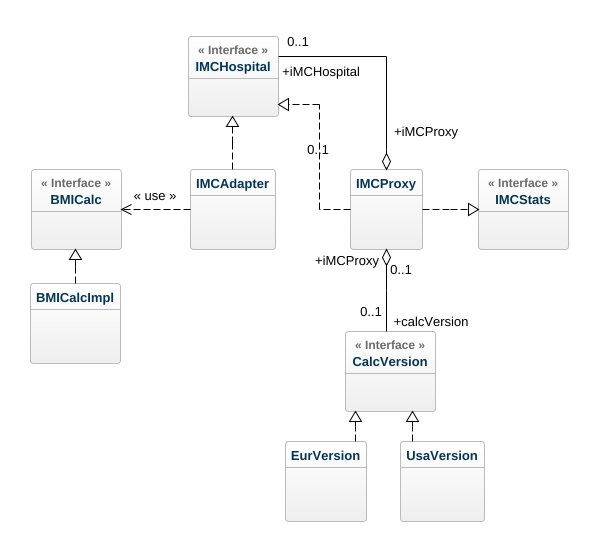 « Interface »
IMCHospital
0..1
+iMCHospital
+iMCProxy
0..1
« Interface »
BMICalc
« use »
IMCAdapter
IMCProxy
« Interface »
IMCStats
+iMCProxy
0..1
BMICalcImpl
0..1
+calcVersion
« Interface »
CalcVersion
EurVersion
UsaVersion